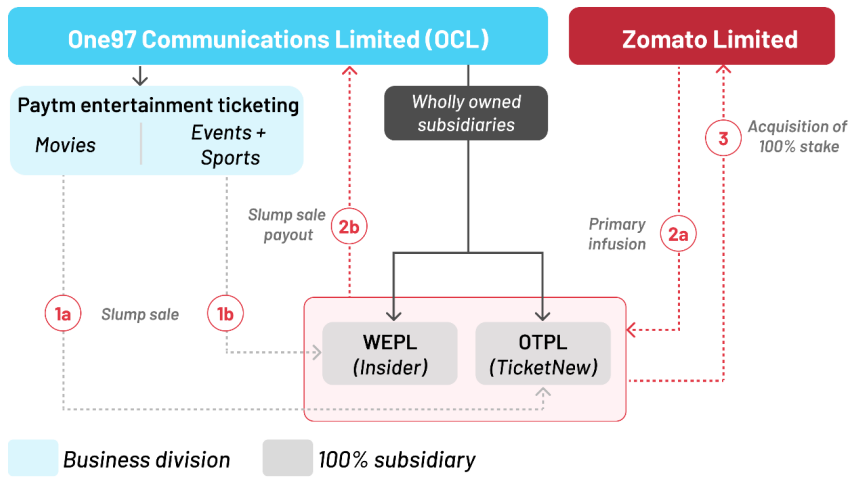 One97 Communications Limited (OCL)
Zomato Limited
Paytm entertainment ticketing
Movies
Events +
Sports
Wholly owned
subsidiaries
Acquisition of
100% stake
3
Slump sale
payout
2b
Primary
infusion
2a
1a
Slump sale
1b
WEPL
(Insider)
OTPL
(TicketNew)
Business division
100% subsidiary